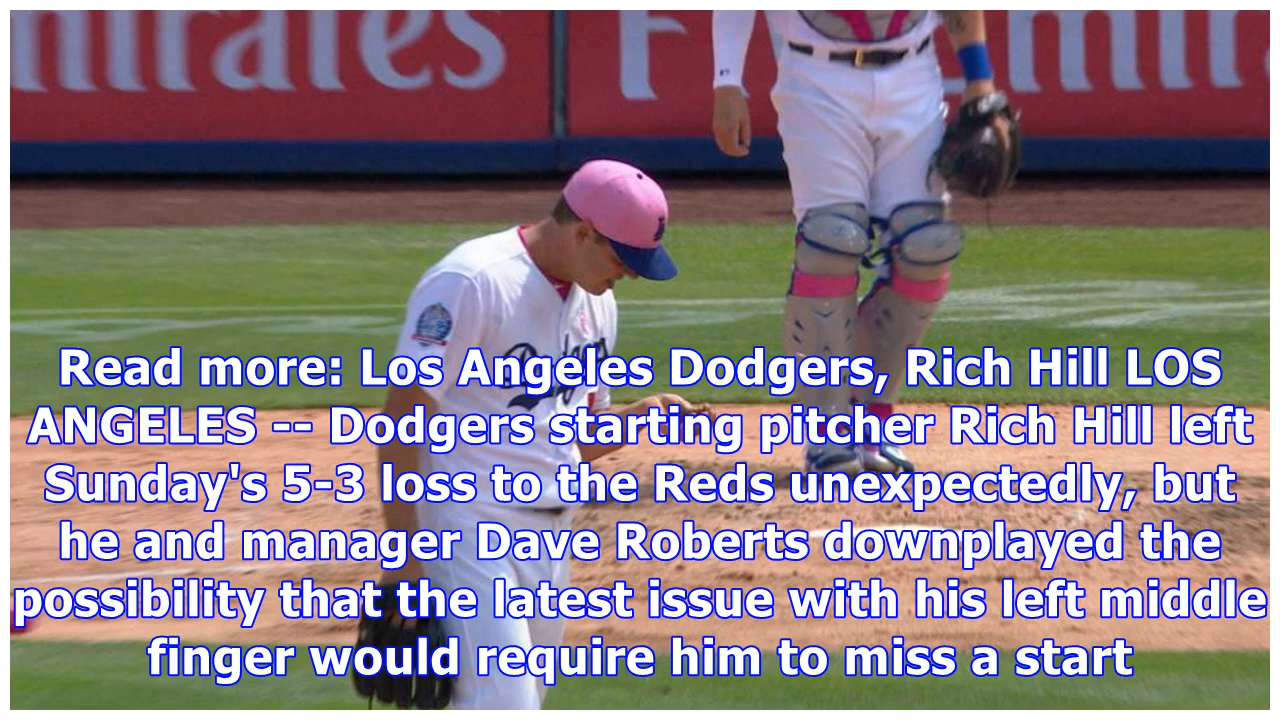 mirates
F
Dodgers
Read more: Los Angeles Dodgers, Rich Hill LOS
ANGELES -- Dodgers starting pitcher Rich Hill left
Sunday's 5-3 loss to the Reds unexpectedly, but
he and manager Dave Roberts downplayed the
possibility that the latest issue with his left middle
finger would require him to miss a start